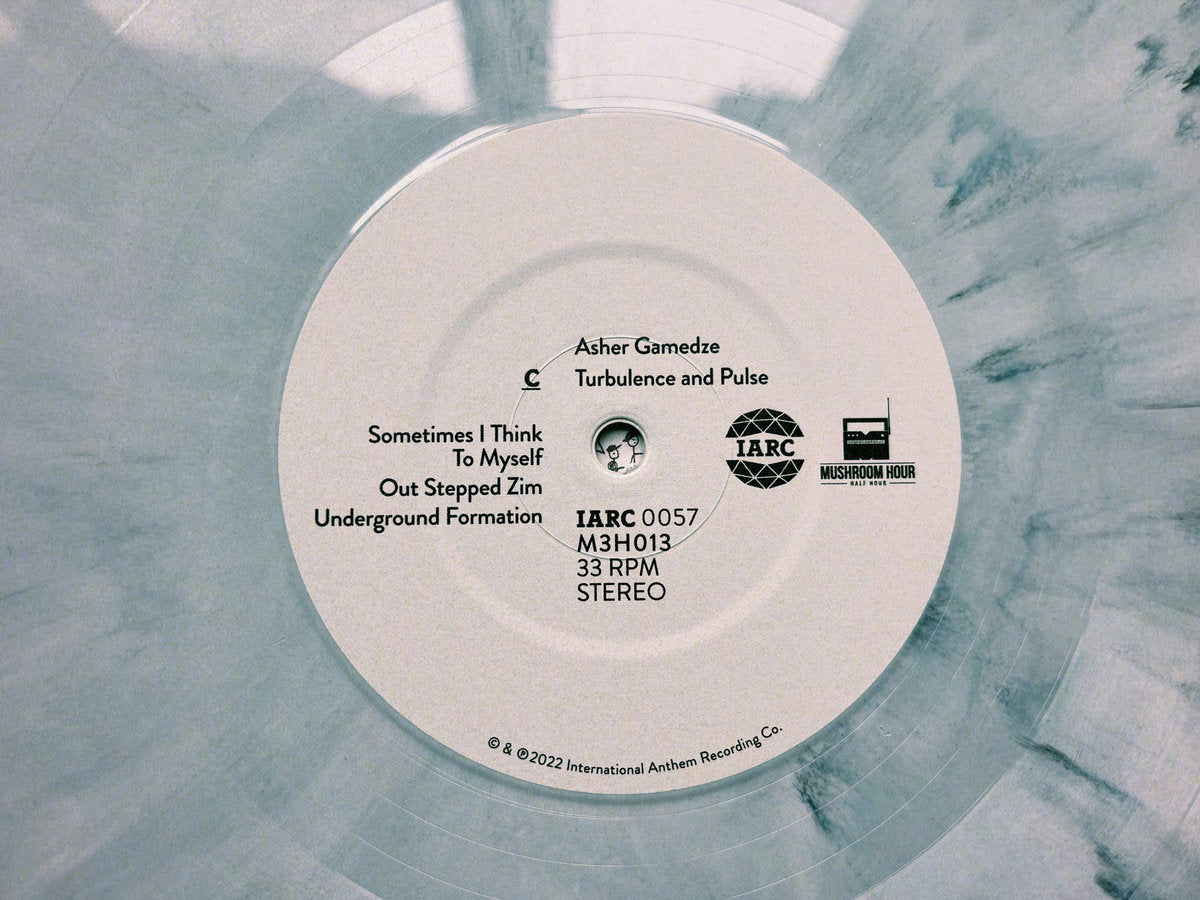 Asher Gamedze
C Turbulence and Pulse
Sometimes I Think
To Myself
Out Stepped Zim
Underground Formation
IARC
MUSHROOM HOUR
HALF HOUR
IARC 0057
M3H013
33 RPM
STEREO
© & ℗ 2022 International Anthem Recording Co.